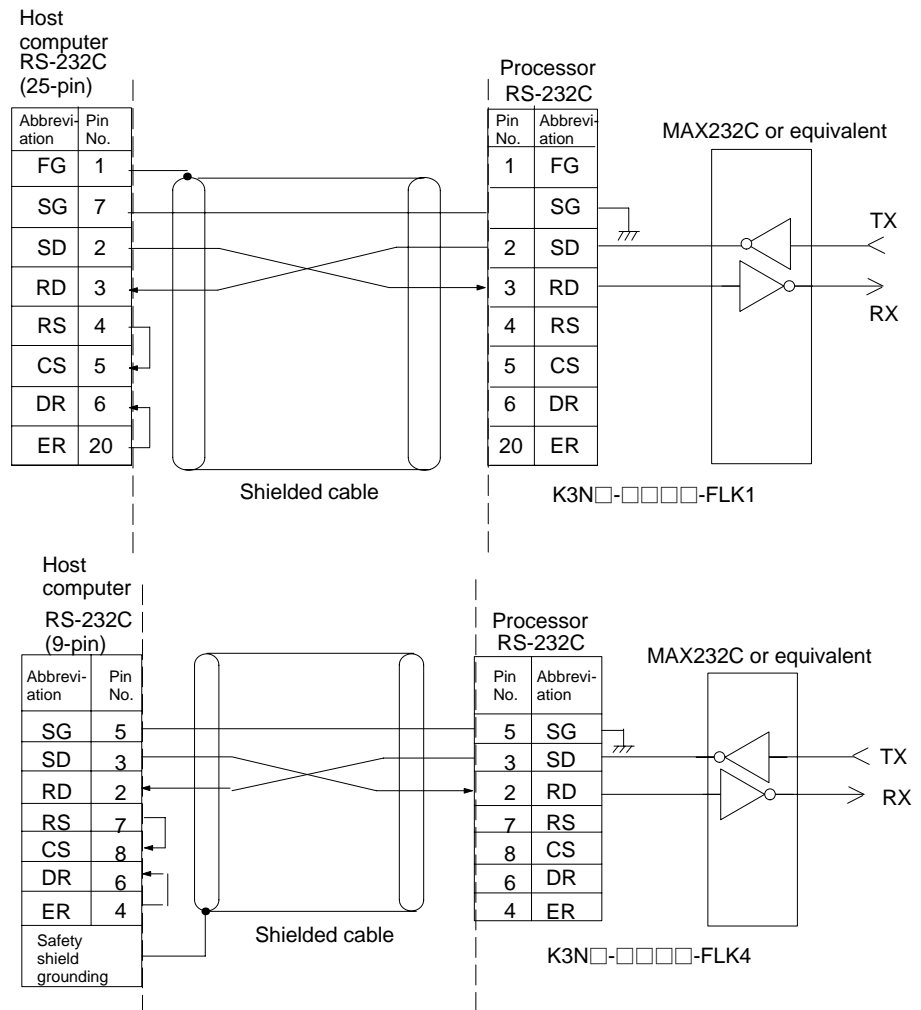 Host
computer
RS-232C
(25-pin)
Abbrevi-
ation
Pin
No.
FG 1
SG 7
SD 2
RD 3
RS 4
CS 5
DR 6
ER 20
Shielded cable
Processor
RS-232C
Pin
No.
Abbrevi-
ation
1 FG
SG
2 SD
3 RD
4 RS
5 CS
6 DR
20 ER
MAX232C or equivalent
TX
RX
K3N□-□□□□-FLK1
Host
computer
RS-232C
(9-pin)
Abbrevi-
ation
Pin
No.
SG 5
SD 3
RD 2
RS 7
CS 8
DR 6
ER 4
Safety
shield
grounding
Shielded cable
Processor
RS-232C
Pin
No.
Abbrevi-
ation
5 SG
3 SD
2 RD
7 RS
8 CS
6 DR
4 ER
MAX232C or equivalent
TX
RX
K3N□-□□□□-FLK4